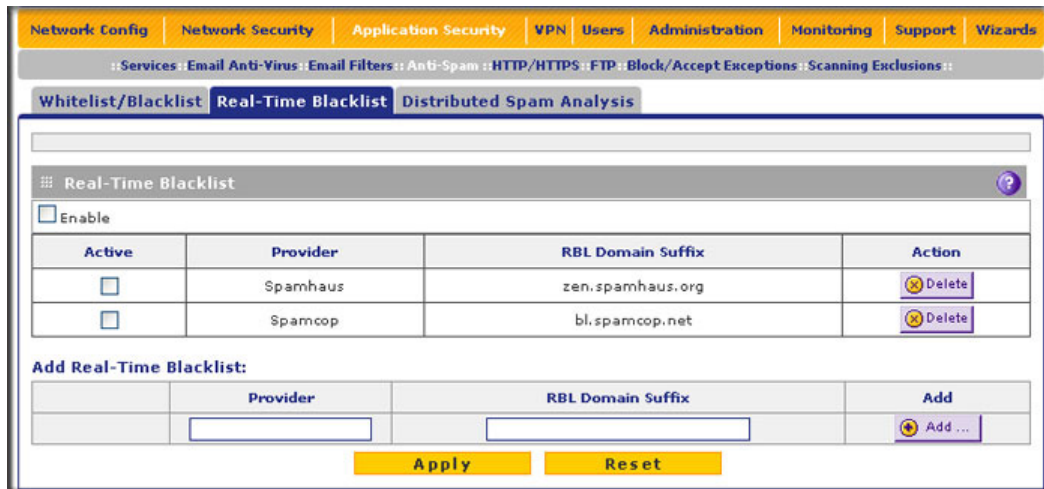 Network Config Network Security Application Security VPN Users Administration Monitoring Support Wizards
::Services::Email Anti-Virus::Email Filters::Anti-Spam::HTTP/HTTPS::FTP::Block/Accept Exceptions::Scanning Exclusions::
Whitelist/Blacklist Real-Time Blacklist Distributed Spam Analysis
Real-Time Blacklist ?
Enable
Active Provider RBL Domain Suffix Action
Spamhaus zen.spamhaus.org Delete
Spamcop bl.spamcop.net Delete
Add Real-Time Blacklist:
Provider RBL Domain Suffix Add
Add ...
Apply Reset